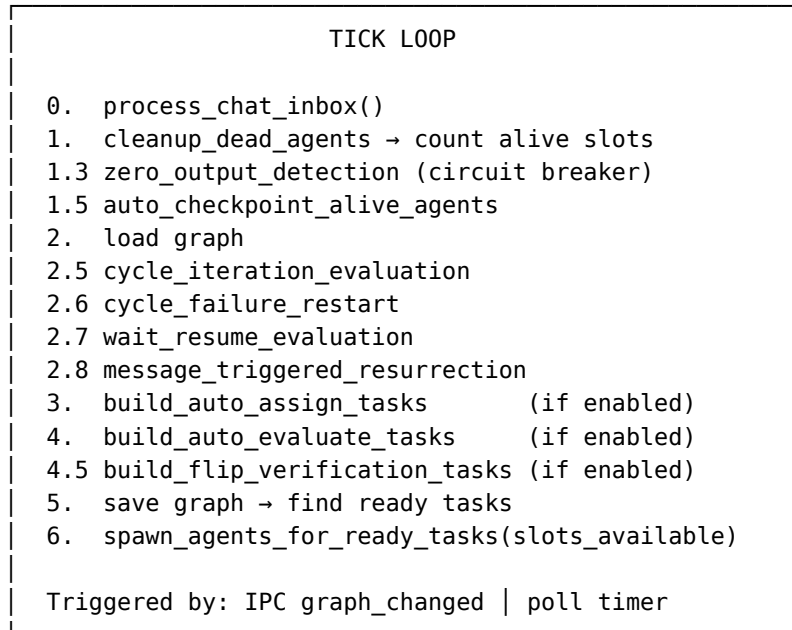 TICK LOOP
0. process_chat_inbox()
1. cleanup_dead_agents → count alive slots
1.3 zero_output_detection (circuit breaker)
1.5 auto_checkpoint_alive_agents
2. load graph
2.5 cycle_iteration_evaluation
2.6 cycle_failure_restart
2.7 wait_resume_evaluation
2.8 message_triggered_resurrection
3. build_auto_assign_tasks (if enabled)
4. build_auto_evaluate_tasks (if enabled)
4.5 build_flip_verification_tasks (if enabled)
5. save graph → find ready tasks
6. spawn_agents_for_ready_tasks(slots_available)
Triggered by: IPC graph_changed │ poll timer